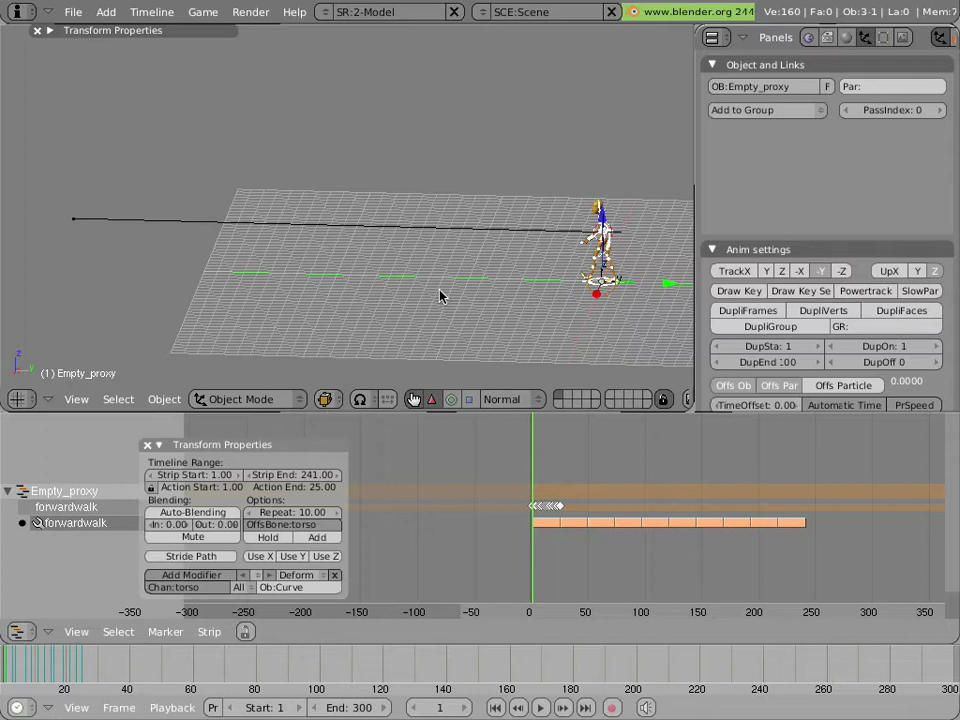 File Add Timeline Game Render Help SR:2-Model SCE:Scene www.blender.org 244 Ve:160 | Fa:0 | Ob:3-1 | La:0 | Mem:7
Transform Properties
Panels
Object and Links
OB:Empty_proxy F Par:
Add to Group PassIndex: 0
Anim settings
TrackX Y Z -X -Y -Z UpX Y Z
Draw Key Draw Key Se Powertrack SlowPar
DupliFrames DupliVerts DupliFaces
DupliGroup GR:
DupSta: 1 DupOn: 1
DupEnd :00 DupOff 0
Offs Ob Offs Par Offs Particle 0.0000
TimeOffset: 0.00 Automatic Time PrSpeed
z
y
(1) Empty_proxy
View Select Object Object Mode Normal
Transform Properties
Timeline Range:
Strip Start: 1.00 Strip End: 241.00
Action Start: 1.00 Action End: 25.00
Blending: Options:
Auto-Blending Repeat: 10.00
In: 0.00 Out: 0.00 OffsBone:torso
Mute Hold Add
Stride Path Use X Use Y Use Z
Add Modifier Deform
Chan:torso All Ob:Curve
Empty_proxy
forwardwalk
forwardwalk
-350 -300 -250 -200 -150 -100 -50 0 50 100 150 200 250 300 350
View Select Marker Strip
20 40 60 80 100 120 140 160 180 200 220 240 260 280 300
View Frame Playback Pr Start: 1 End: 300 1